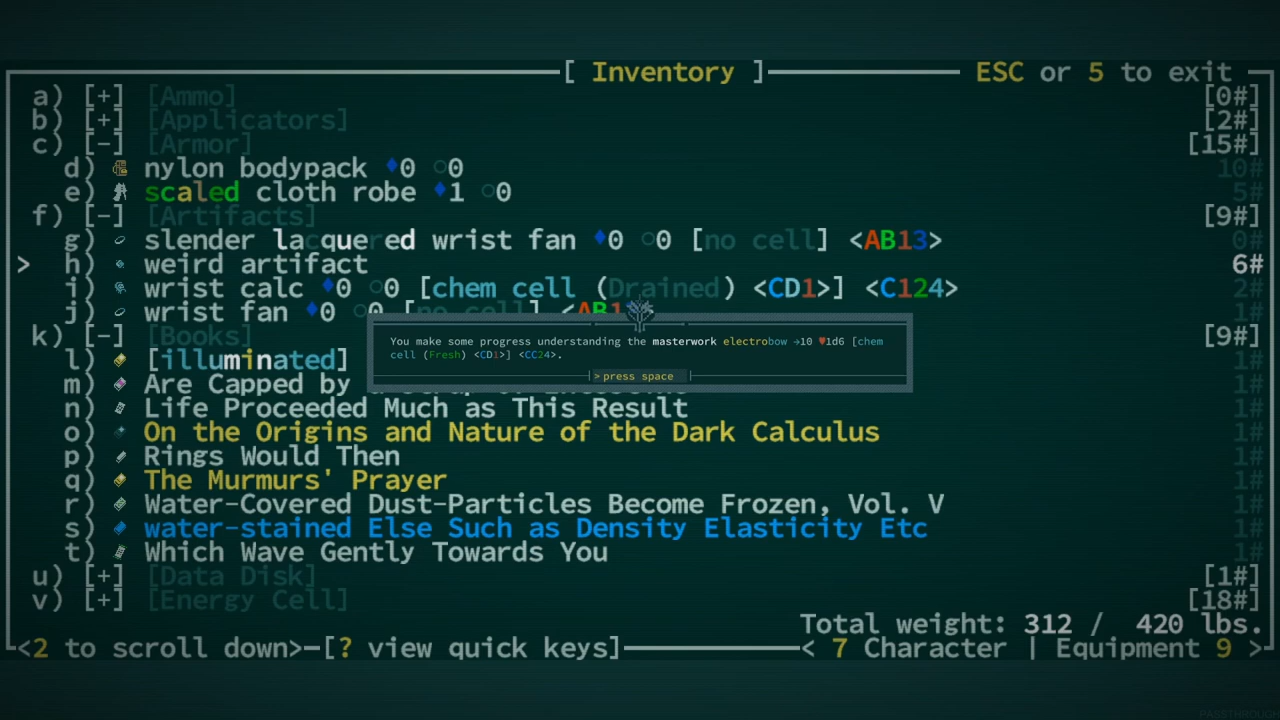 [ Inventory ] ESC or 5 to exit
a) [+] [Ammo] [0#]
b) [+] [Applicators] [2#]
c) [-] [Armor] [15#]
d) nylon bodypack ♦0 ○0 10#
e) scaled cloth robe ♦1 ○0 5#
f) [-] [Artifacts] [9#]
g) slender lacquered wrist fan ♦0 ○0 [no cell] <AB13> 0#
> h) weird artifact 6#
i) wrist calc ♦0 ○0 [chem cell (Drained) <CD1>] <C124> 2#
j) wrist fan ♦0 ○0 [no cell] <AB1 1#
You make some progress understanding the masterwork electrobow →10 ♥1d6 [chem
cell (Fresh) <CD1>] <CC24>.
> press space
k) [-] [Books] [9#]
l) [illuminated] 1#
m) Are Capped by 1#
n) Life Proceeded Much as This Result 1#
o) On the Origins and Nature of the Dark Calculus 1#
p) Rings Would Then 1#
q) The Murmurs' Prayer 1#
r) Water-Covered Dust-Particles Become Frozen, Vol. V 1#
s) water-stained Else Such as Density Elasticity Etc 1#
t) Which Wave Gently Towards You 1#
u) [+] [Data Disk] [1#]
v) [+] [Energy Cell] [18#]
Total weight: 312 / 420 lbs.
<2 to scroll down> [? view quick keys] < 7 Character | Equipment 9 >